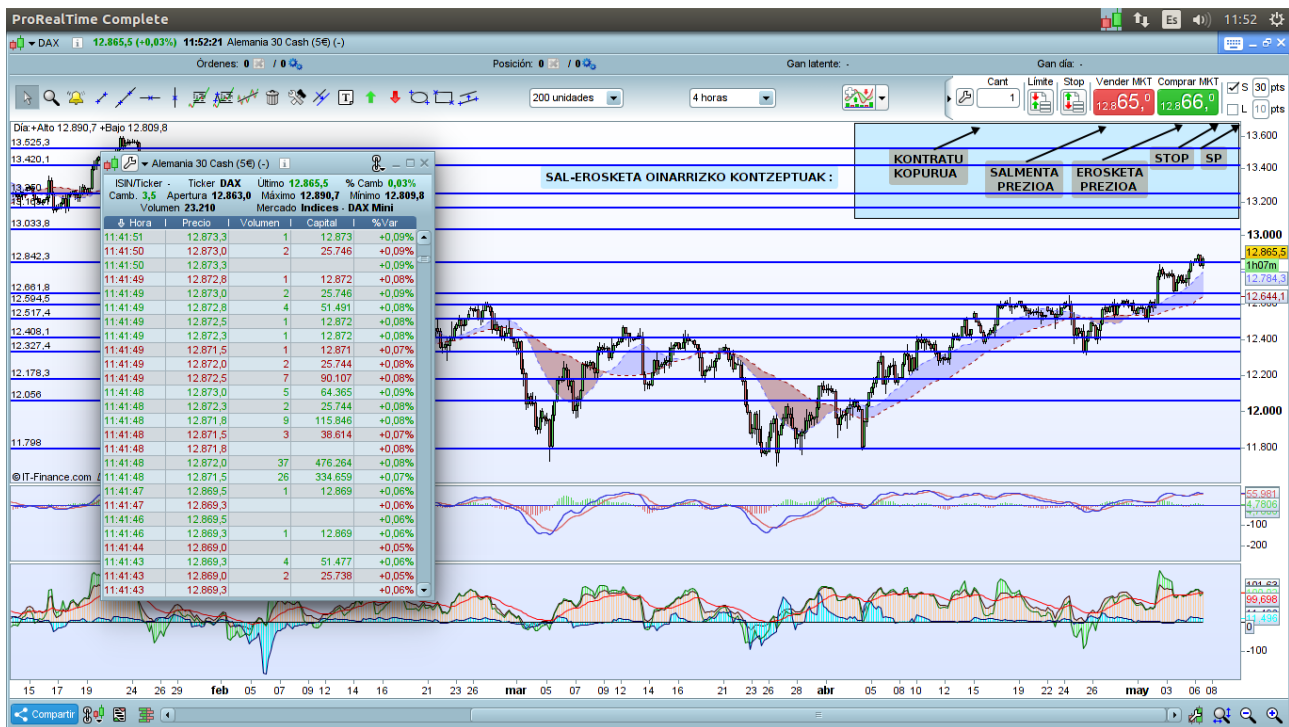 ProRealTime Complete
Es 11:52
DAX i 12.865,5 (+0,03%) 11:52:21 Alemania 30 Cash (5€) (-)
Órdenes: 0 / 0 Posición: 0 / 0 Gan latente: - Gan día: -
200 unidades 4 horas
Cant Límite Stop Vender MKT Comprar MKT S 30 pts
1 12.865,0 12.866,0 L 10 pts
Día:+Alto 12.890,7 +Bajo 12.809,8
13.525,3
13.420,1
13.033,8
12.842,3
12.661,8
12.594,5
12.517,4
12.408,1
12.327,4
12.178,3
12.056
11.798
©IT-Finance.com
Alemania 30 Cash (5€) (-) i
ISIN/Ticker - Ticker DAX Último 12.865,5 % Camb 0,03%
Camb. 3,5 Apertura 12.863,0 Máximo 12.890,7 Mínimo 12.809,8
Volumen 23.210 Mercado Indices - DAX Mini
Hora Precio Volumen Capital %Var
11:41:51 12.873,3 1 12.873 +0,09%
11:41:50 12.873,0 2 25.746 +0,09%
11:41:50 12.873,3 +0,09%
11:41:49 12.872,8 1 12.872 +0,08%
11:41:49 12.873,0 2 25.746 +0,09%
11:41:49 12.872,8 4 51.491 +0,08%
11:41:49 12.872,5 1 12.872 +0,08%
11:41:49 12.872,3 1 12.872 +0,08%
11:41:49 12.871,5 1 12.871 +0,07%
11:41:49 12.872,0 2 25.744 +0,08%
11:41:49 12.872,5 7 90.107 +0,08%
11:41:48 12.873,0 5 64.365 +0,09%
11:41:48 12.872,3 2 25.744 +0,08%
11:41:48 12.871,8 9 115.846 +0,08%
11:41:48 12.871,5 3 38.614 +0,07%
11:41:48 12.871,8 +0,08%
11:41:48 12.872,0 37 476.264 +0,08%
11:41:48 12.871,5 26 334.659 +0,07%
11:41:47 12.869,5 1 12.869 +0,06%
11:41:47 12.869,3 +0,06%
11:41:46 12.869,5 +0,06%
11:41:46 12.869,3 1 12.869 +0,06%
11:41:44 12.869,0 +0,05%
11:41:43 12.869,3 4 51.477 +0,06%
11:41:43 12.869,0 2 25.738 +0,05%
11:41:43 12.869,3 +0,06%
SAL-EROSKETA OINARRIZKO KONTZEPTUAK :
KONTRATU
KOPURUA
SALMENTA
PREZIOA
EROSKETA
PREZIOA
STOP
SP
13.600
13.400
13.200
13.000
12.865,5
1h07m
12.784,3
12.644,1
12.400
12.200
12.000
11.800
55,981
4,7806
-100
-200
99,698
11,496
0
-100
15 17 19 24 26 29 feb 05 07 09 12 14 16 21 23 26 mar 05 07 09 12 14 16 21 23 26 28 abr 05 08 10 12 15 19 22 24 26 may 03 06 08
Compartir